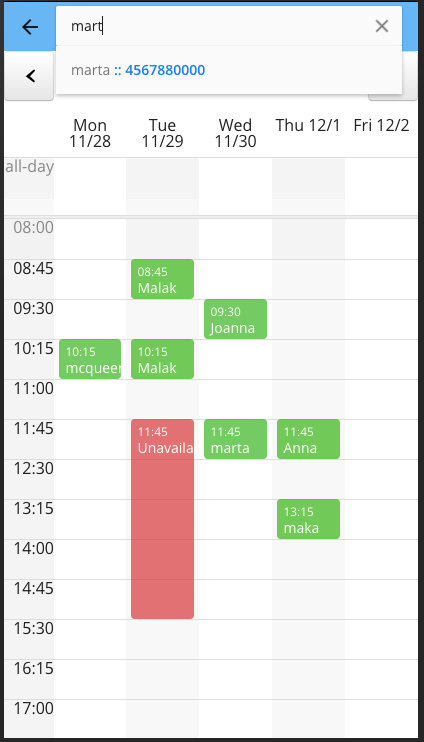 mart
marta :: 4567880000
Mon 11/28
Tue 11/29
Wed 11/30
Thu 12/1
Fri 12/2
all-day
08:00
08:45
08:45
Malak
09:30
09:30
Joanna
10:15
10:15
mcqueen
10:15
Malak
11:00
11:45
11:45
Unavaila
11:45
marta
11:45
Anna
12:30
13:15
13:15
maka
14:00
14:45
15:30
16:15
17:00